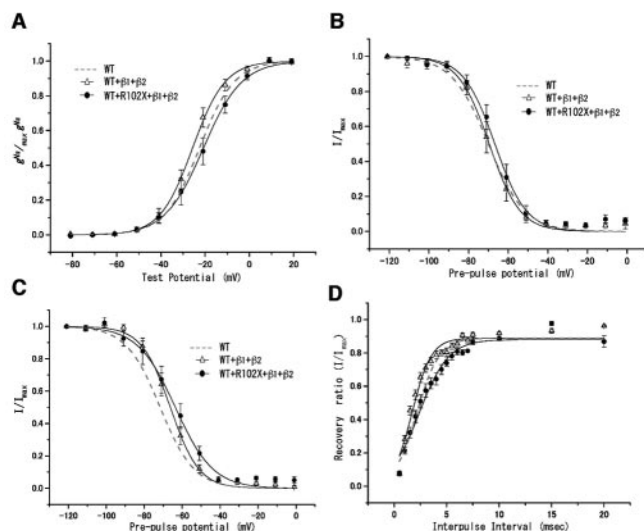 A
1.0
0.8
0.6
0.4
0.2
0.0
gNa/max gNa
WT
WT+β1+β2
WT+R102X+β1+β2
-80 -60 -40 -20 0 20
Test Potential (mV)
B
1.0
0.8
0.6
0.4
0.2
0.0
I/Imax
WT
WT+β1+β2
WT+R102X+β1+β2
-120 -100 -80 -60 -40 -20 0
Pre-pulse potential (mV)
C
1.0
0.8
0.6
0.4
0.2
0.0
I/Imax
WT
WT+β1+β2
WT+R102X+β1+β2
-120 -100 -80 -60 -40 -20 0
Pre-pulse potential (mV)
D
1.0
0.8
0.6
0.4
0.2
0.0
Recovery ratio (I/Imax)
0 5 10 15 20
Interpulse Interval (msec)